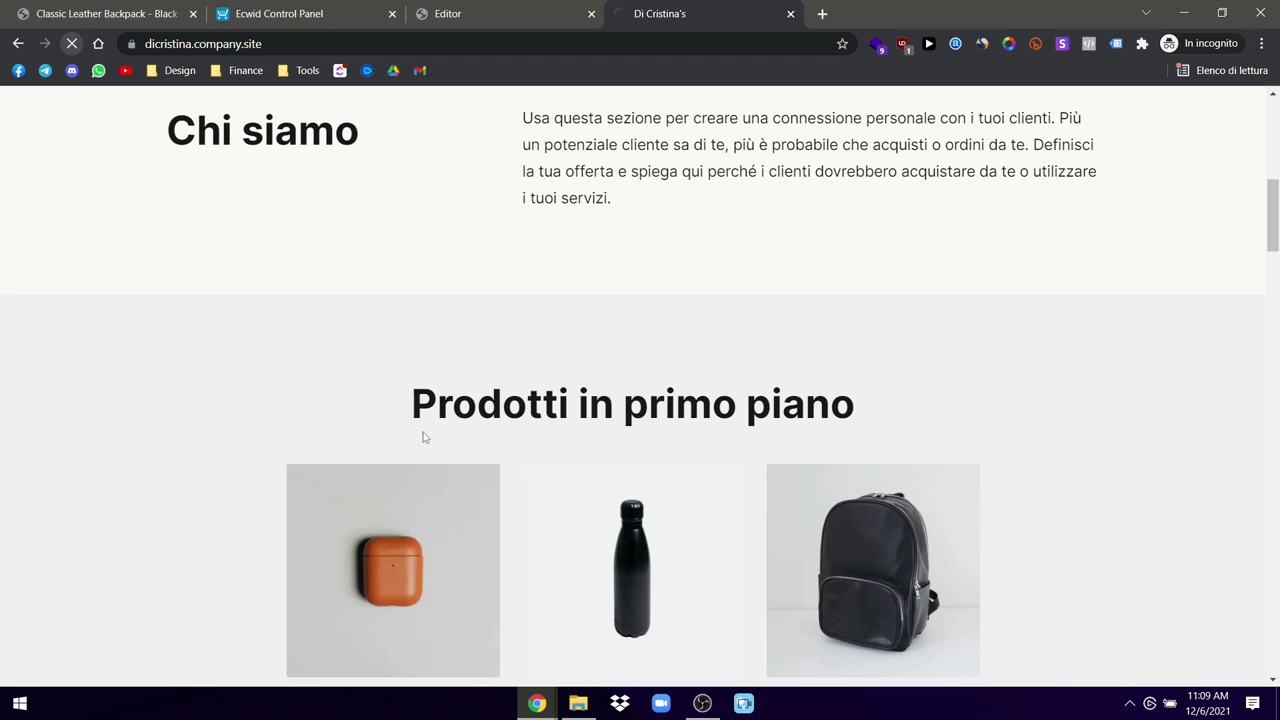 Classic Leather Backpack - Black
Ecwid Control Panel
Editor
Di Cristina's
dicristina.company.site
9
1
In incognito
Design
Finance
Tools
Elenco di lettura
Chi siamo
Usa questa sezione per creare una connessione personale con i tuoi clienti. Più
un potenziale cliente sa di te, più è probabile che acquisti o ordini da te. Definisci
la tua offerta e spiega qui perché i clienti dovrebbero acquistare da te o utilizzare
i tuoi servizi.
Prodotti in primo piano
11:09 AM
12/6/2021